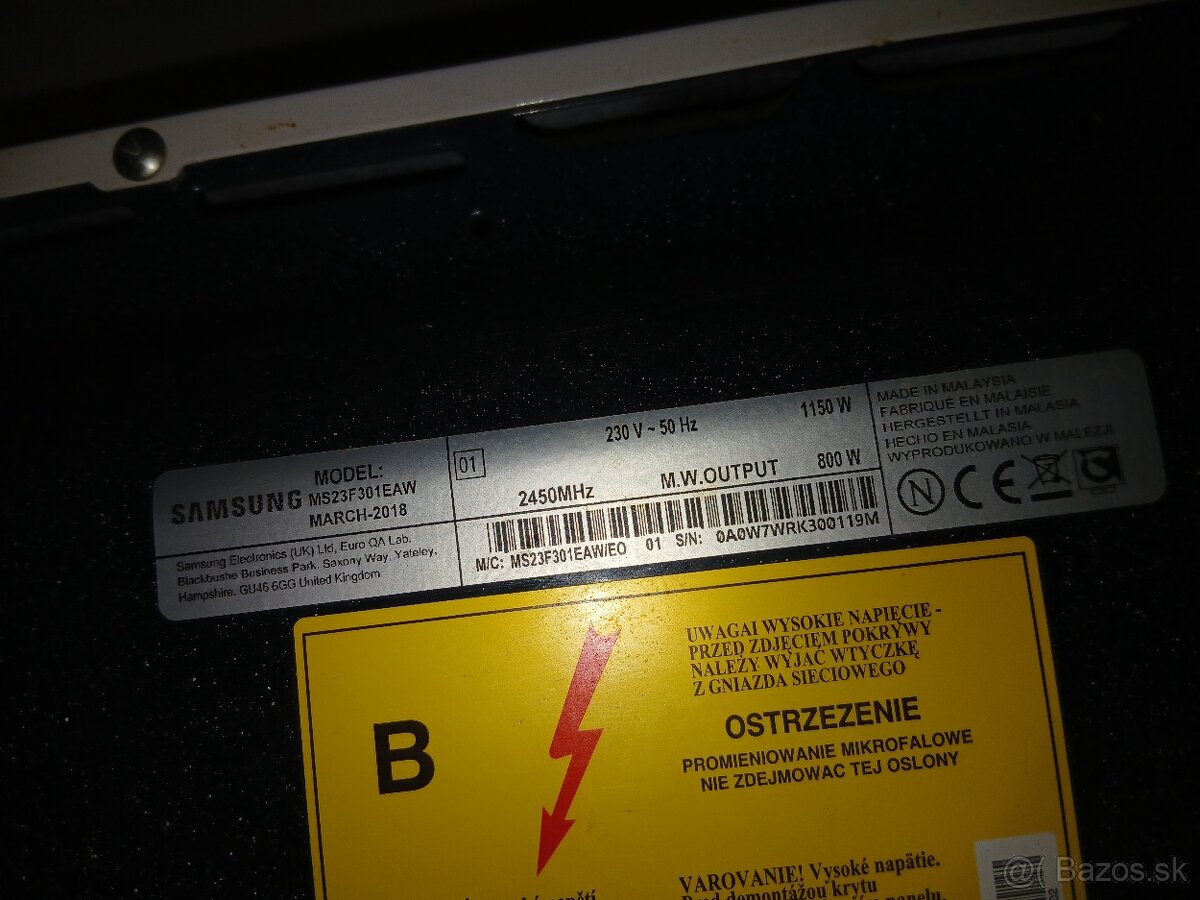 SAMSUNG
MODEL:
MS23F301EAW
MARCH-2018
Samsung Electronics (UK) Ltd, Euro QA Lab.
Blackbushe Business Park. Saxony Way. Yateley.
Hampshire. GU46 6GG United Kingdom
01
230 V ~ 50 Hz
1150 W
2450MHz
M.W.OUTPUT
800 W
M/C: MS23F301EAW/EO 01 S/N: 0A0W7WRK300119M
MADE IN MALAYSIA
FABRIQUÉ EN MALAISIE
HERGESTELLT IN MALASIA
HECHO EN MALASIA
WYPRODUKOWANO W MALEZJI
N CE
B
UWAGA! WYSOKIE NAPIĘCIE -
PRZED ZDJĘCIEM POKRYWY
NALEŻY WYJĄĆ WTYCZKĘ
Z GNIAZDA SIECIOWEGO
OSTRZEZENIE
PROMIENIOWANIE MIKROFALOWE
NIE ZDEJMOWAC TEJ OSLONY
VAROVANIE! Vysoké napätie.
demontážou krytu
@( Bazos.sk